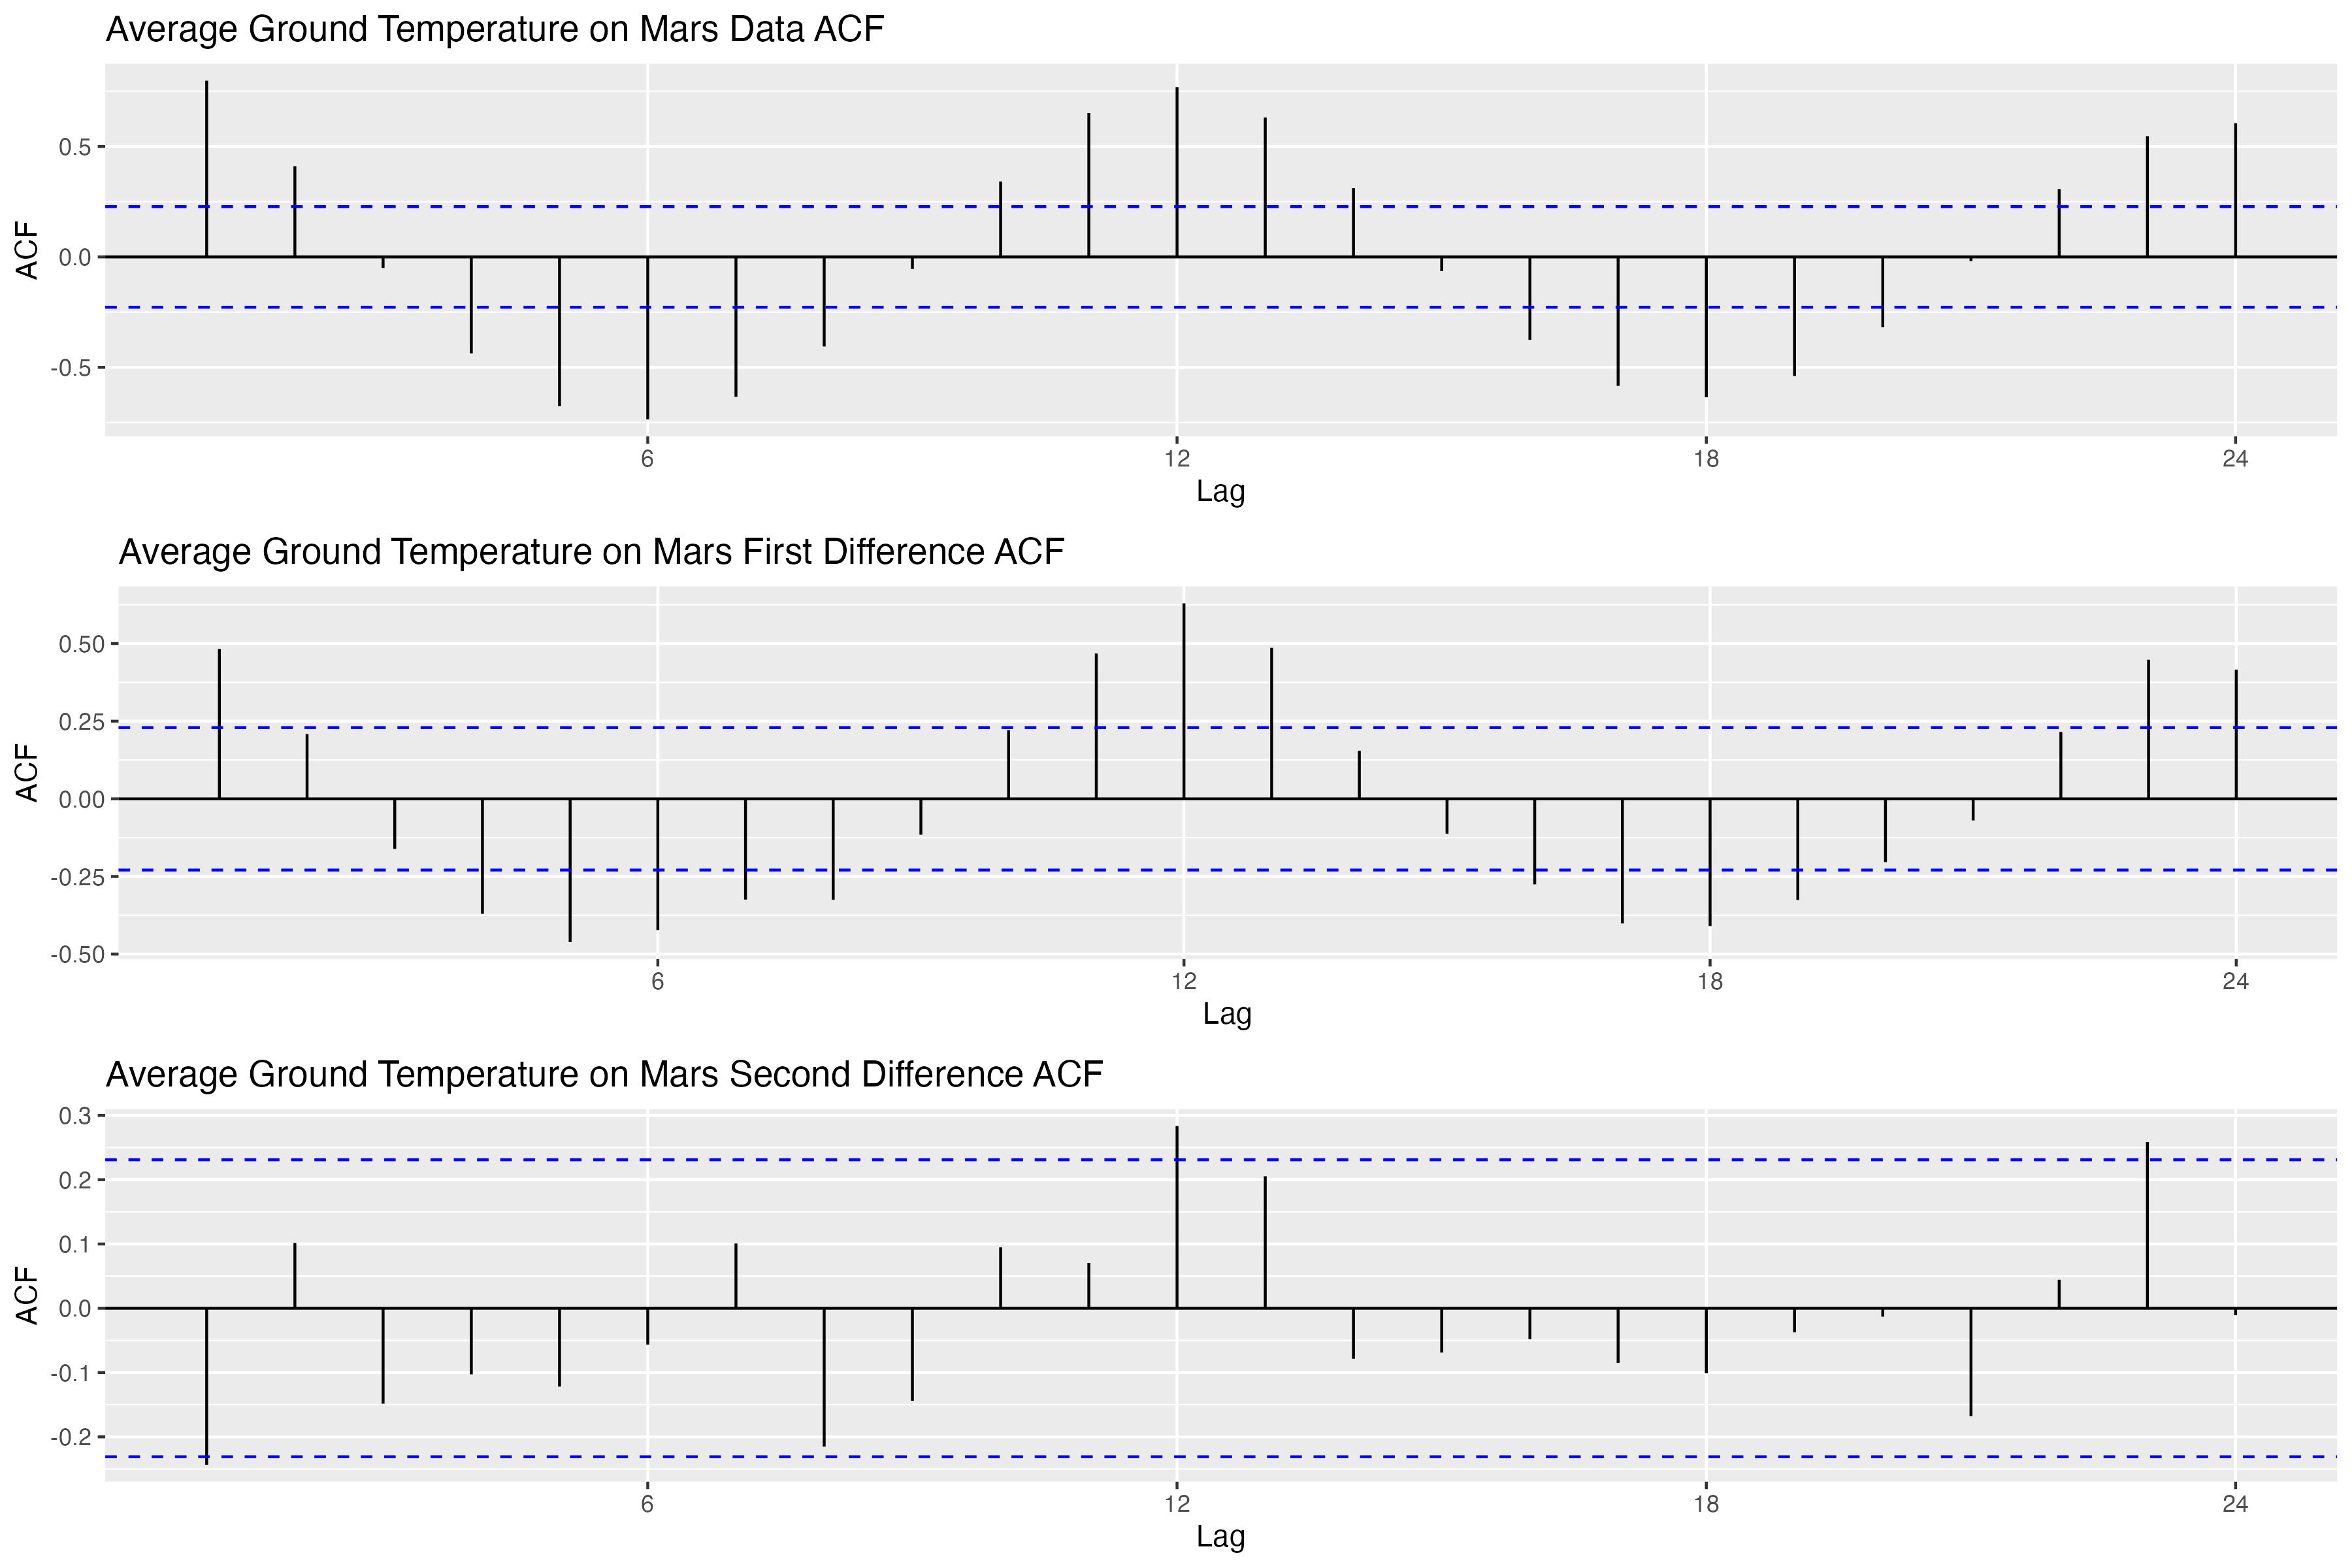 Average Ground Temperature on Mars Data ACF
0.5
0.0
-0.5
ACF
6 12 18 24
Lag
Average Ground Temperature on Mars First Difference ACF
0.50
0.25
0.00
-0.25
-0.50
ACF
6 12 18 24
Lag
Average Ground Temperature on Mars Second Difference ACF
0.3
0.2
0.1
0.0
-0.1
-0.2
ACF
6 12 18 24
Lag